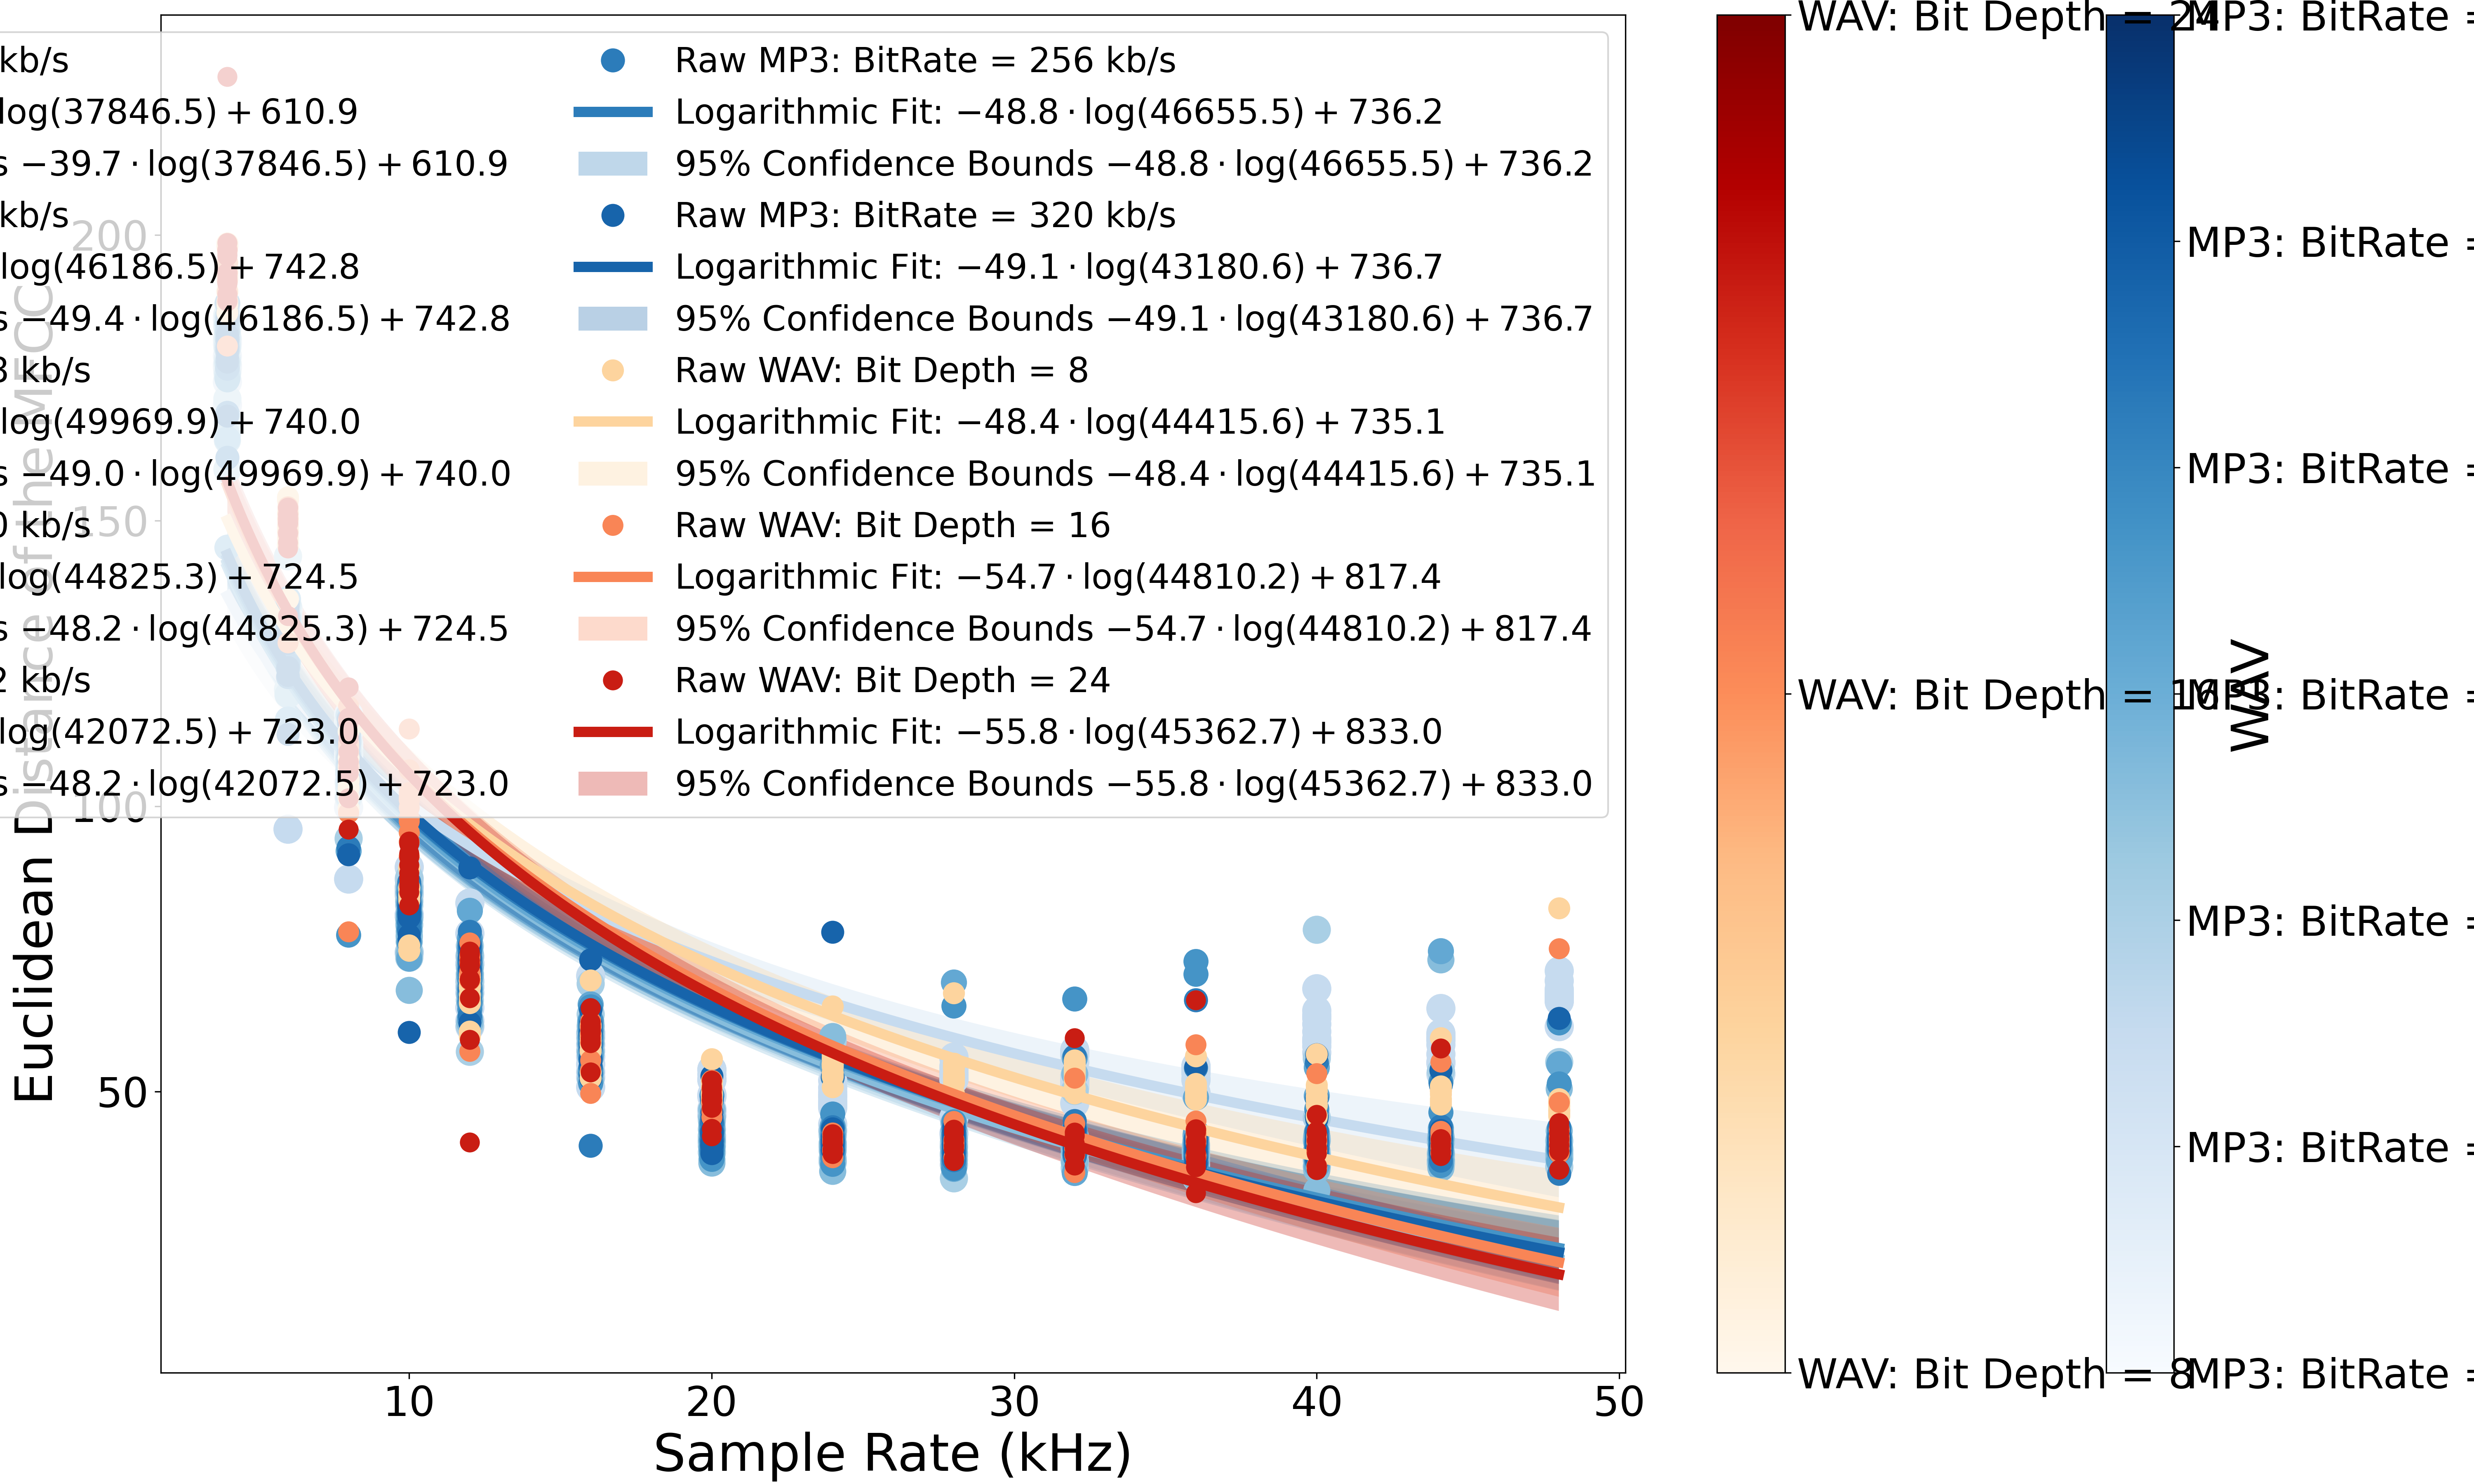 kb/s
log(37846.5) + 610.9
s −39.7 · log(37846.5) + 610.9
kb/s
log(46186.5) + 742.8
s −49.4 · log(46186.5) + 742.8
8 kb/s
log(49969.9) + 740.0
s −49.0 · log(49969.9) + 740.0
0 kb/s
log(44825.3) + 724.5
s −48.2 · log(44825.3) + 724.5
2 kb/s
log(42072.5) + 723.0
s −48.2 · log(42072.5) + 723.0
Raw MP3: BitRate = 256 kb/s
Logarithmic Fit: −48.8 · log(46655.5) + 736.2
95% Confidence Bounds −48.8 · log(46655.5) + 736.2
Raw MP3: BitRate = 320 kb/s
Logarithmic Fit: −49.1 · log(43180.6) + 736.7
95% Confidence Bounds −49.1 · log(43180.6) + 736.7
Raw WAV: Bit Depth = 8
Logarithmic Fit: −48.4 · log(44415.6) + 735.1
95% Confidence Bounds −48.4 · log(44415.6) + 735.1
Raw WAV: Bit Depth = 16
Logarithmic Fit: −54.7 · log(44810.2) + 817.4
95% Confidence Bounds −54.7 · log(44810.2) + 817.4
Raw WAV: Bit Depth = 24
Logarithmic Fit: −55.8 · log(45362.7) + 833.0
95% Confidence Bounds −55.8 · log(45362.7) + 833.0
Euclidean Distance of the MFCC
200
150
100
50
10
20
30
40
50
Sample Rate (kHz)
WAV: Bit Depth = 24
WAV: Bit Depth = 16
WAV: Bit Depth = 8
WAV
MP3: BitRate =
MP3: BitRate =
MP3: BitRate =
MP3: BitRate =
MP3: BitRate =
MP3: BitRate =
MP3: BitRate =